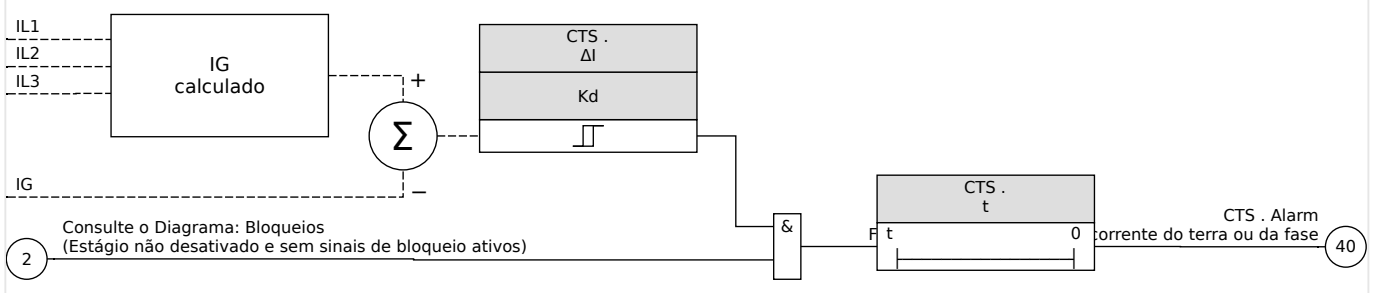 IL1
IL2
IL3
IG
calculado
+
Σ
−
IG
CTS .
ΔI
Kd
Consulte o Diagrama: Bloqueios
(Estágio não desativado e sem sinais de bloqueio ativos)
2
&
CTS .
t
t
0
CTS . Alarm
corrente do terra ou da fase
40